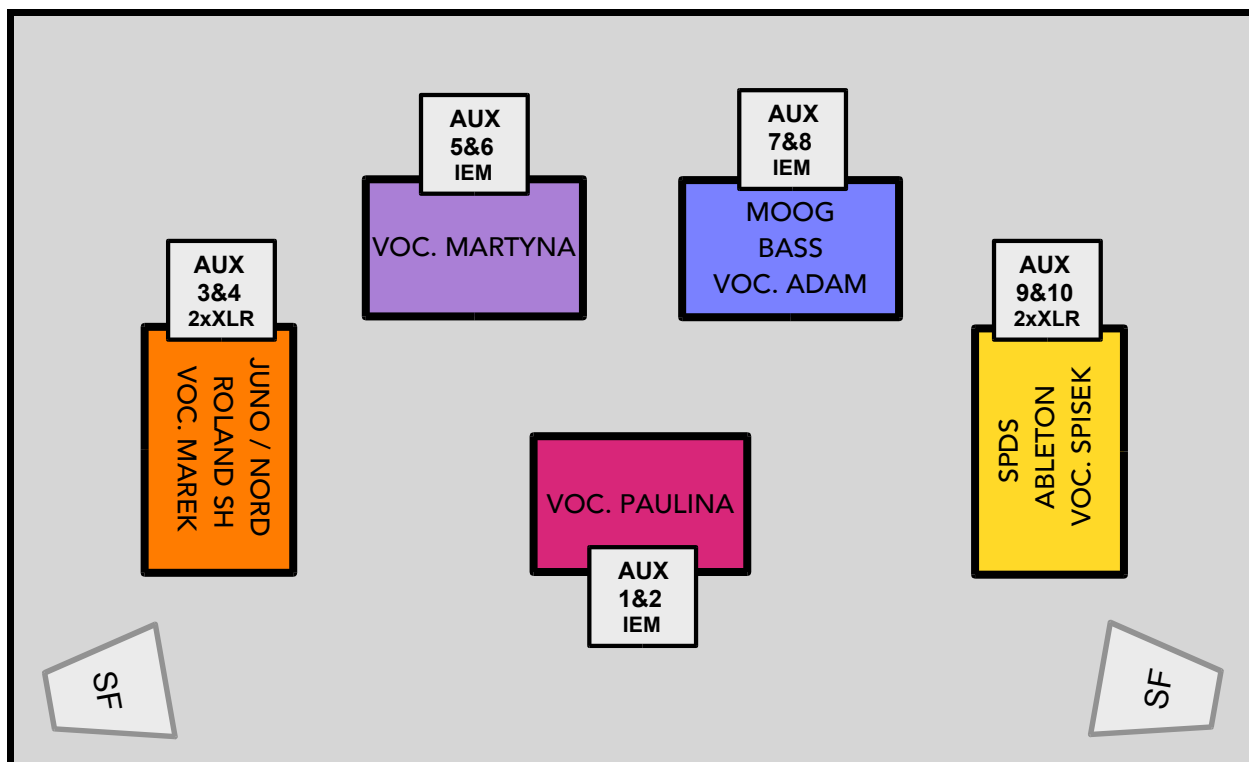 AUX
5&6
IEM
VOC. MARTYNA
AUX
7&8
IEM
MOOG
BASS
VOC. ADAM
AUX
3&4
2xXLR
JUNO / NORD
ROLAND SH
VOC. MAREK
AUX
9&10
2xXLR
SPDS
ABLETON
VOC. SPISEK
VOC. PAULINA
AUX
1&2
IEM
SF
SF